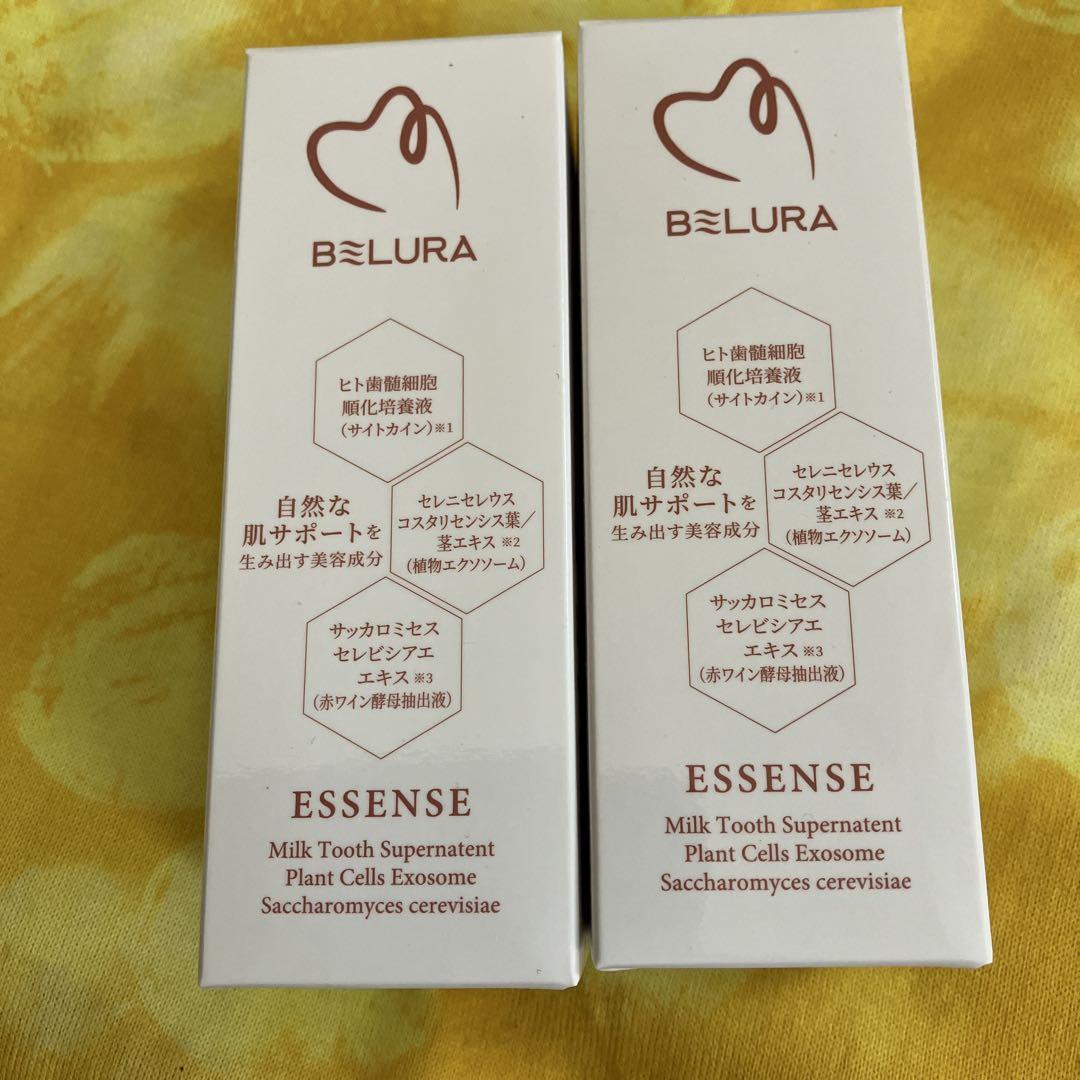 BELURA
ヒト歯髄細胞
順化培養液
(サイトカイン)※1
自然な
肌サポートを
生み出す美容成分
セレニセレウス
コスタリセンシス葉/
茎エキス ※2
(植物エクソソーム)
サッカロミセス
セレビシアエ
エキス ※3
(赤ワイン酵母抽出液)
ESSENSE
Milk Tooth Supernatent
Plant Cells Exosome
Saccharomyces cerevisiae
BELURA
ヒト歯髄細胞
順化培養液
(サイトカイン)※1
自然な
肌サポートを
生み出す美容成分
セレニセレウス
コスタリセンシス葉/
茎エキス ※2
(植物エクソソーム)
サッカロミセス
セレビシアエ
エキス ※3
(赤ワイン酵母抽出液)
ESSENSE
Milk Tooth Supernatent
Plant Cells Exosome
Saccharomyces cerevisiae